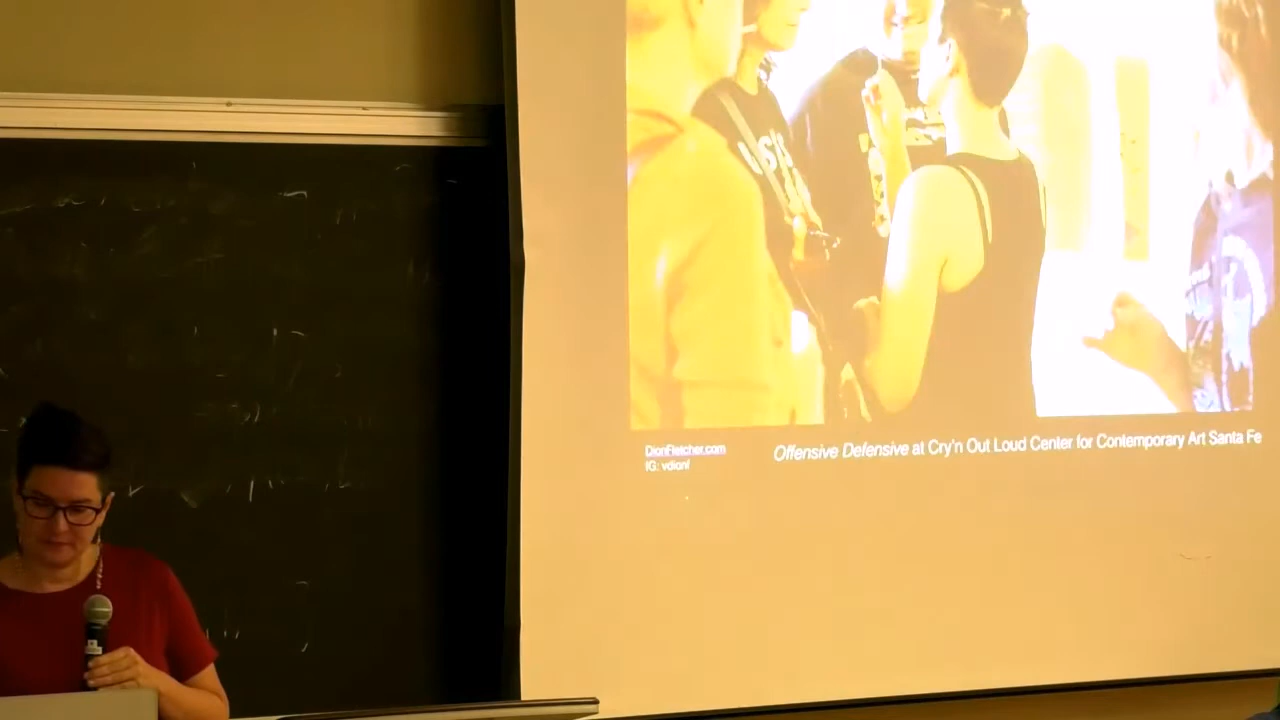 DionFletcher.com
IG: vdionf
Offensive Defensive at Cry'n Out Loud Center for Contemporary Art Santa Fe